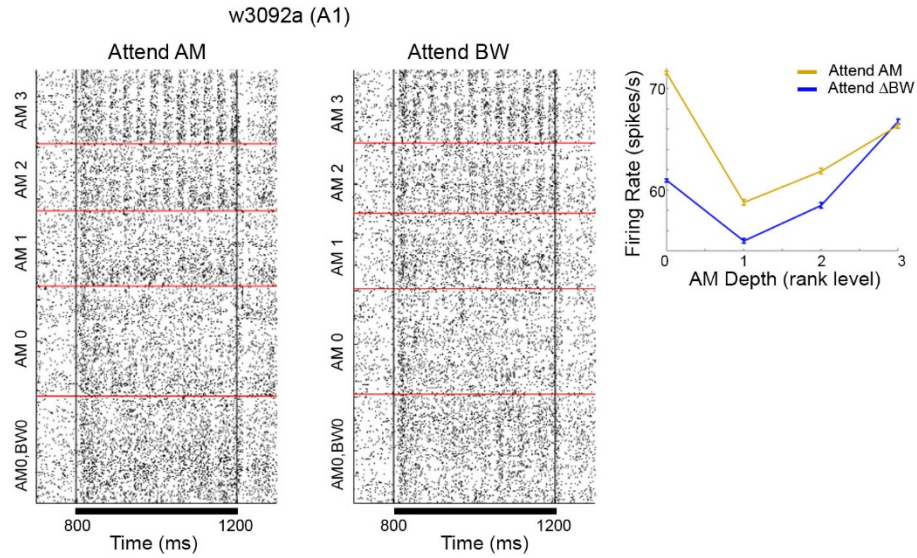 w3092a (A1)
Attend AM
AM 3
AM 2
AM 1
AM 0
AM0,BW0
800
1200
Time (ms)
Attend BW
AM 3
AM 2
AM 1
AM 0
AM0,BW0
800
1200
Time (ms)
Attend AM
Attend ΔBW
Firing Rate (spikes/s)
70
60
0
1
2
3
AM Depth (rank level)